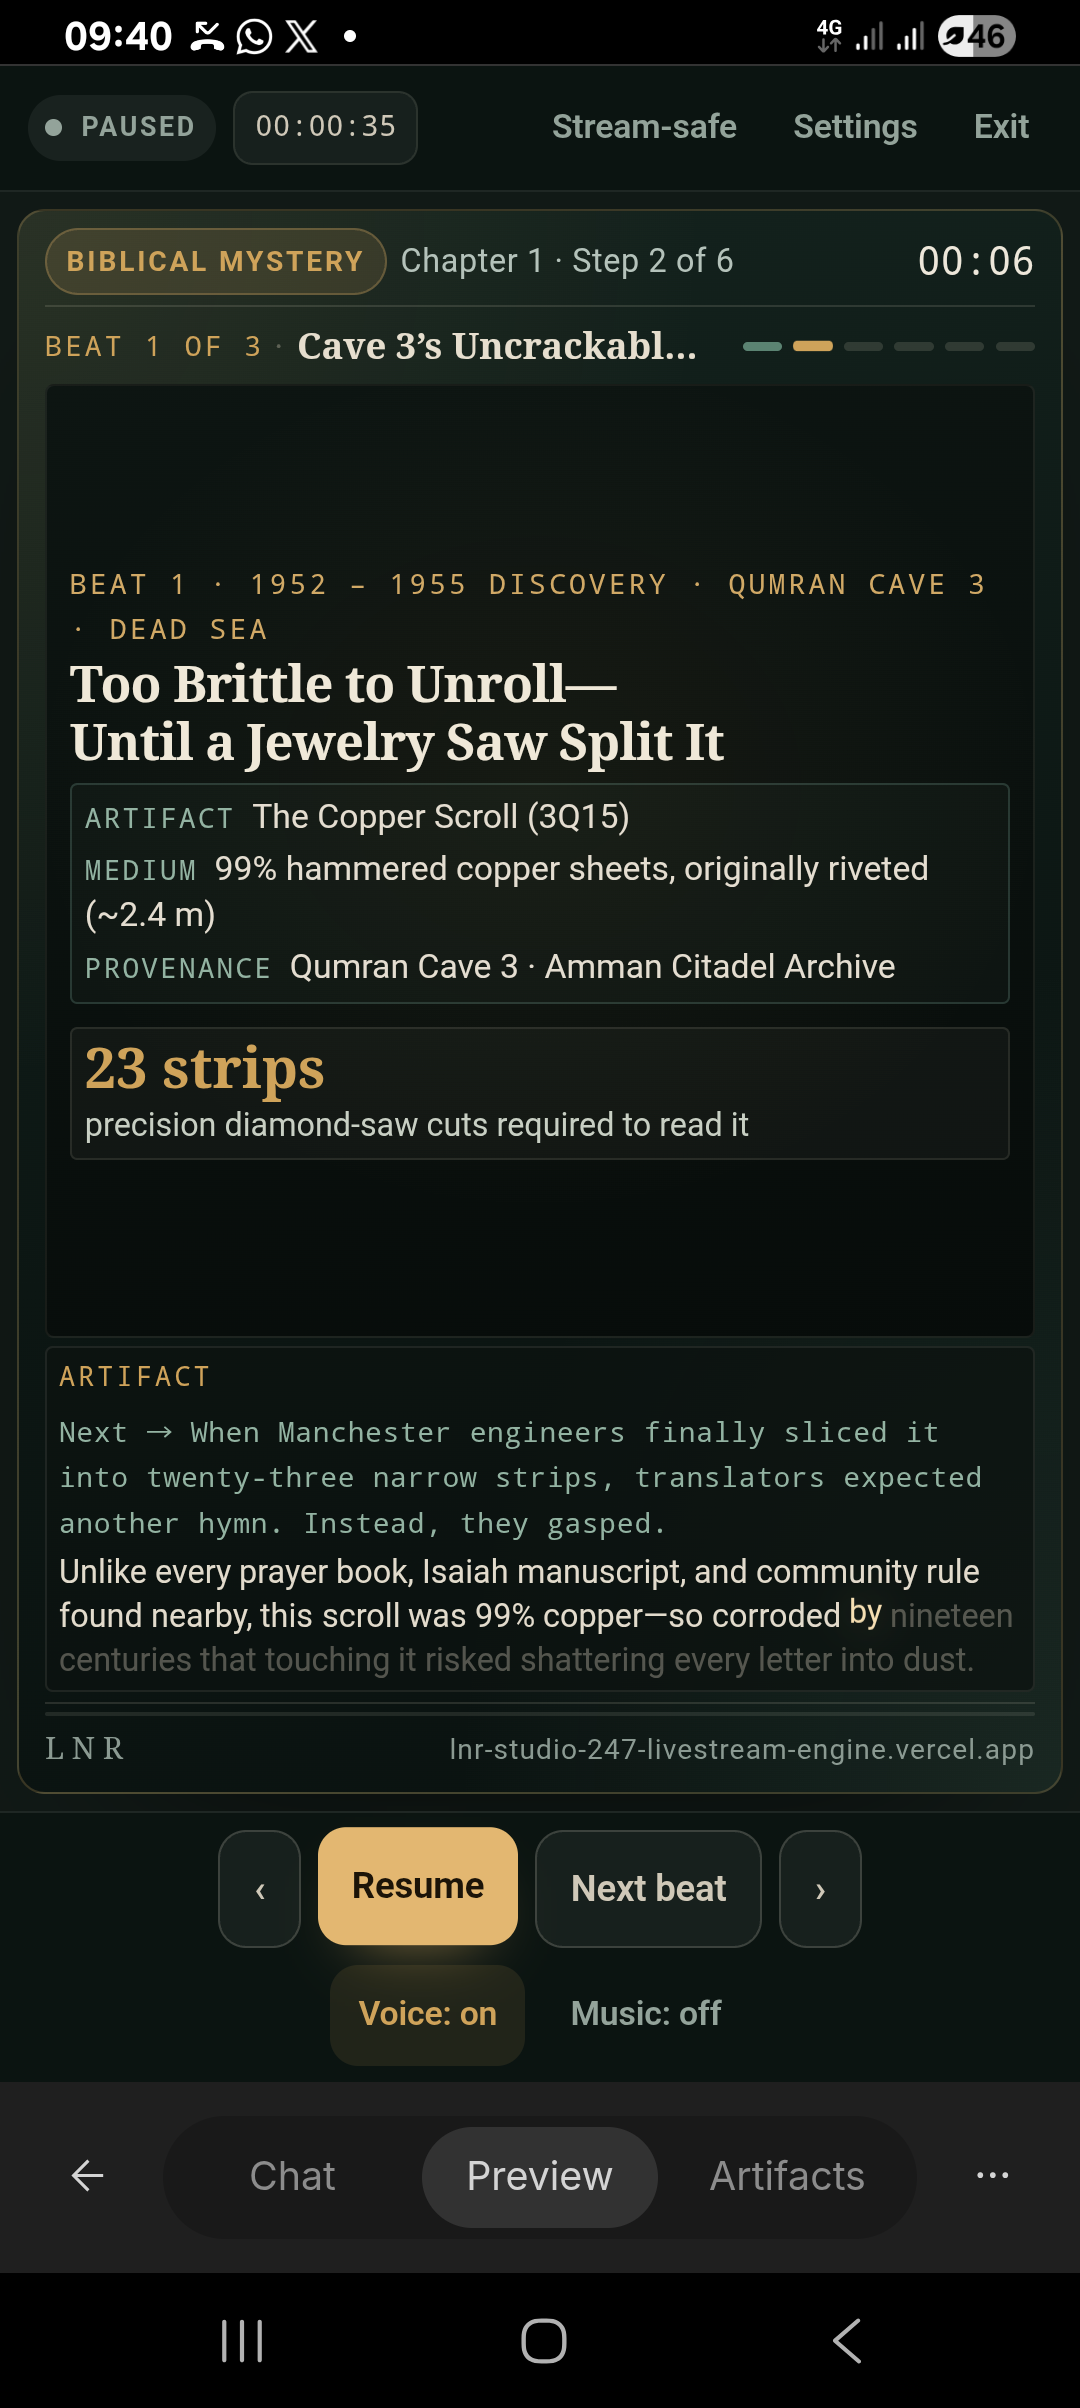 09:40
4G
46
PAUSED
00:00:35
Stream-safe
Settings
Exit
BIBLICAL MYSTERY
Chapter 1 · Step 2 of 6
00:06
BEAT 1 OF 3 · Cave 3’s Uncrackabl...
BEAT 1 · 1952 – 1955 DISCOVERY · QUMRAN CAVE 3
· DEAD SEA
Too Brittle to Unroll—
Until a Jewelry Saw Split It
ARTIFACT The Copper Scroll (3Q15)
MEDIUM 99% hammered copper sheets, originally riveted
(~2.4 m)
PROVENANCE Qumran Cave 3 · Amman Citadel Archive
23 strips
precision diamond-saw cuts required to read it
ARTIFACT
Next → When Manchester engineers finally sliced it
into twenty-three narrow strips, translators expected
another hymn. Instead, they gasped.
Unlike every prayer book, Isaiah manuscript, and community rule
found nearby, this scroll was 99% copper—so corroded by nineteen
centuries that touching it risked shattering every letter into dust.
LNR
lnr-studio-247-livestream-engine.vercel.app
‹
Resume
Next beat
›
Voice: on
Music: off
Chat
Preview
Artifacts